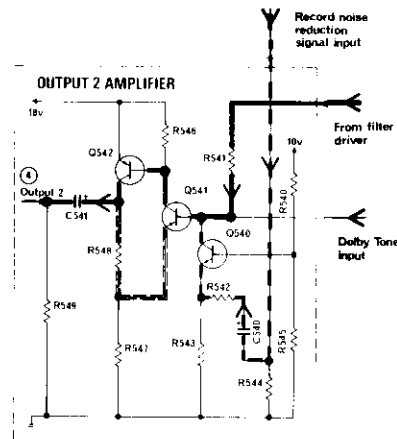 Record noise
reduction
signal input
OUTPUT 2 AMPLIFIER
18v
R546
From filter
driver
Q542
R541
18v
4
Output 2
C541
Q541
R540
Q540
Dolby Tone
input
R548
R542
R549
C540
R547
R543
R545
R544